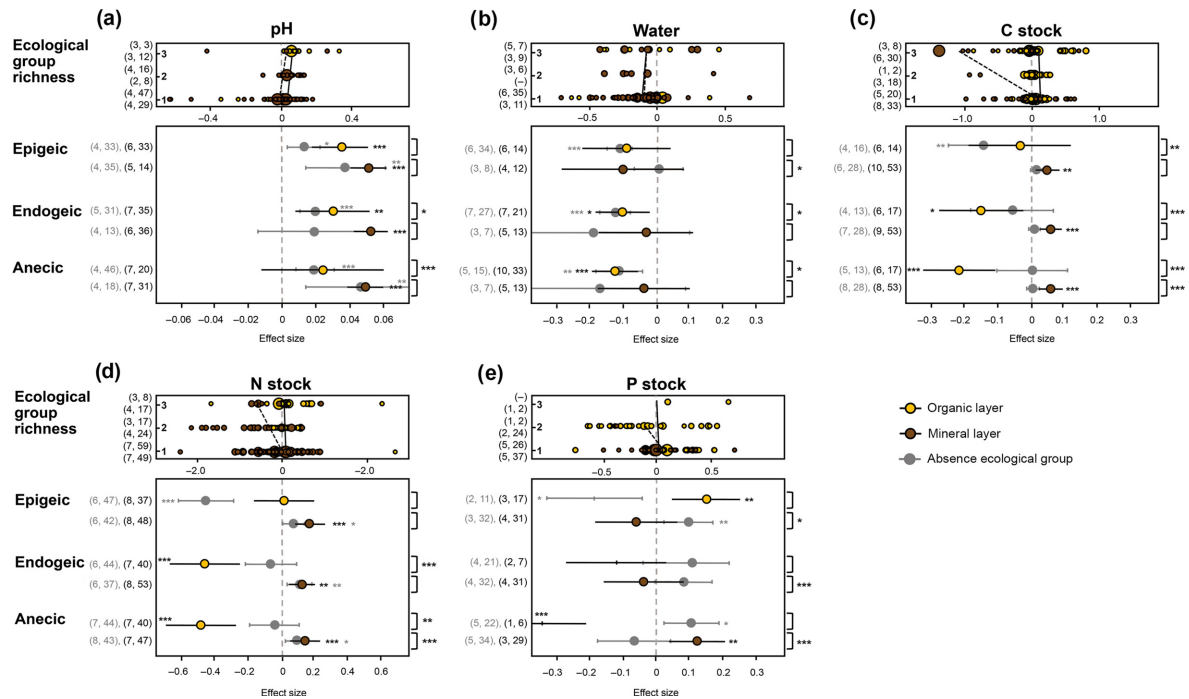 (a)
pH
Ecological
group
richness
(3, 3)
(3, 12)
(4, 16)
(2, 8)
(4, 47)
(4, 29)
3
2
1
−0.4
0
0.4
Epigeic
(4, 33), (6, 33)
*
***
(4, 35), (5, 14)
**
***
Endogeic
(5, 31) (7, 35)
***
**
*
(4, 13), (6, 36)
***
Anecic
(4, 46) (7, 20)
***
***
(4, 18), (7, 31)
**
***
−0.06
−0.04
−0.02
0
0.02
0.04
0.06
Effect size
(b)
Water
(5, 7)
(3, 9)
(3, 6)
(−)
(6, 35)
(3, 11)
3
2
1
−0.5
0
0.5
(6, 34) (6, 14)
***
(3, 8) (4, 12)
*
(7, 27) (7, 21)
***
*
*
(3, 7) (5, 13)
(5, 15) (10, 33)
**
***
*
(3, 7) (5, 13)
−0.3
−0.2
−0.1
0
0.1
0.2
0.3
Effect size
(c)
C stock
(3, 8)
(6, 30)
(1, 2)
(3, 18)
(5, 20)
(8, 33)
3
2
1
−1.0
0
1.0
(4, 16) (6, 14)
**
**
(6, 28) (10, 53)
**
(4, 13) (6, 17)
*
***
(7, 28) (9, 53)
***
(5, 13) (6, 17)
***
***
(8, 28) (8, 53)
***
***
−0.3
−0.2
−0.1
0
0.1
0.2
0.3
Effect size
(d)
N stock
Ecological
group
richness
(3, 8)
(4, 17)
(3, 17)
(4, 24)
(7, 59)
(7, 49)
3
2
1
−2.0
0
−2.0
Epigeic
(6, 47) (8, 37)
***
(6, 42) (8, 48)
***
*
Endogeic
(6, 44) (7, 40)
***
***
(6, 37) (8, 53)
**
**
Anecic
(7, 44) (7, 40)
***
**
(8, 43) (7, 47)
***
*
***
−0.6
−0.4
−0.2
0
0.2
0.4
0.6
Effect size
(e)
P stock
(−)
(1, 2)
(1, 2)
(2, 24)
(5, 26)
(5, 37)
3
2
1
−0.5
0
0.5
(2, 11) (3, 17)
*
**
(3, 32) (4, 31)
**
*
(4, 21) (2, 7)
(4, 32) (4, 31)
***
(5, 22) (1, 6)
***
*
(5, 34) (3, 29)
**
***
−0.3
−0.2
−0.1
0
0.1
0.2
0.3
Effect size
Organic layer
Mineral layer
Absence ecological group